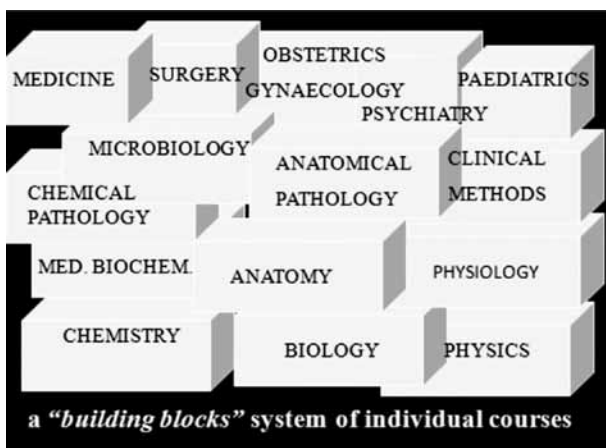 MEDICINE
SURGERY
OBSTETRICS
GYNAECOLOGY
PSYCHIATRY
PAEDIATRICS
MICROBIOLOGY
ANATOMICAL
PATHOLOGY
CLINICAL
METHODS
CHEMICAL
PATHOLOGY
MED. BIOCHEM.
ANATOMY
PHYSIOLOGY
CHEMISTRY
BIOLOGY
PHYSICS
a “building blocks” system of individual courses